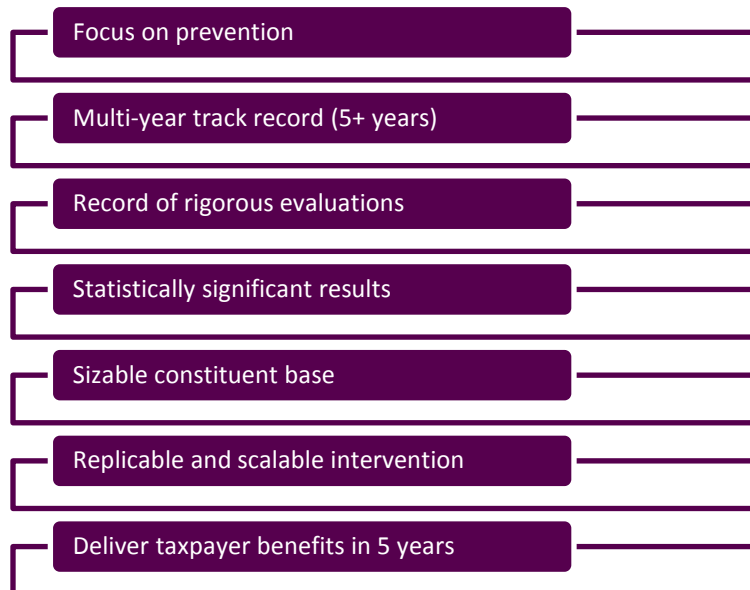 Focus on prevention
Multi-year track record (5+ years)
Record of rigorous evaluations
Statistically significant results
Sizable constituent base
Replicable and scalable intervention
Deliver taxpayer benefits in 5 years